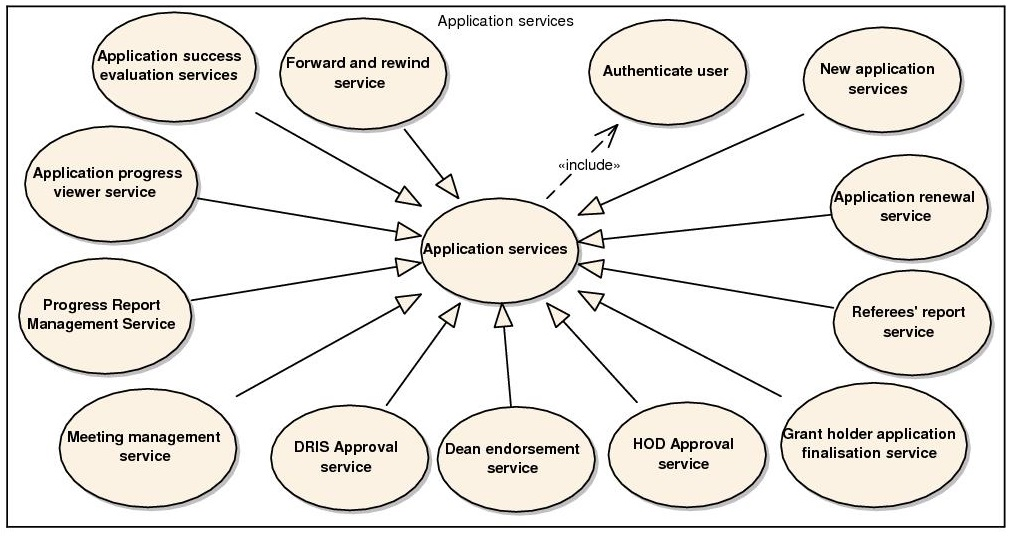 Application services
Application success
evaluation services
Forward and rewind
service
Authenticate user
New application
services
Application progress
viewer service
«include»
Application renewal
service
Application services
Progress Report
Management Service
Referees' report
service
Meeting management
service
DRIS Approval
service
Dean endorsement
service
HOD Approval
service
Grant holder application
finalisation service